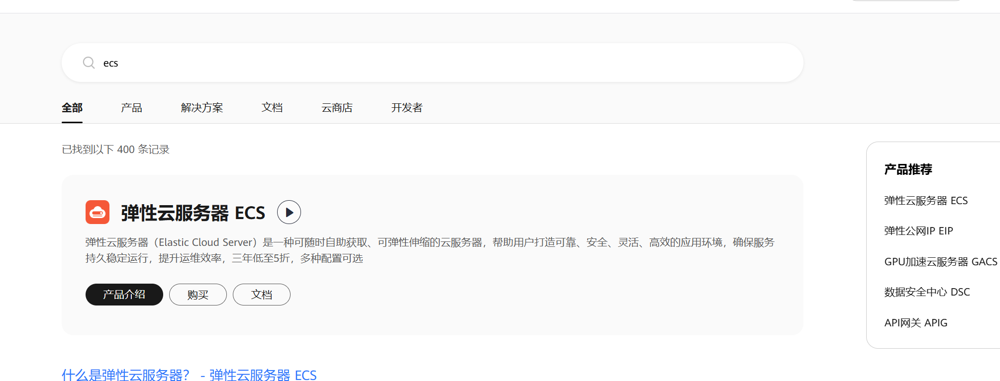 ecs
全部 产品 解决方案 文档 云商店 开发者
已找到以下 400 条记录
弹性云服务器 ECS
弹性云服务器（Elastic Cloud Server）是一种可随时自助获取、可弹性伸缩的云服务器，帮助用户打造可靠、安全、灵活、高效的应用环境，确保服务
持久稳定运行，提升运维效率，三年低至5折，多种配置可选
产品介绍 购买 文档
什么是弹性云服务器？ - 弹性云服务器 ECS
产品推荐
弹性云服务器 ECS
弹性公网IP EIP
GPU加速云服务器 GACS
数据安全中心 DSC
API网关 APIG